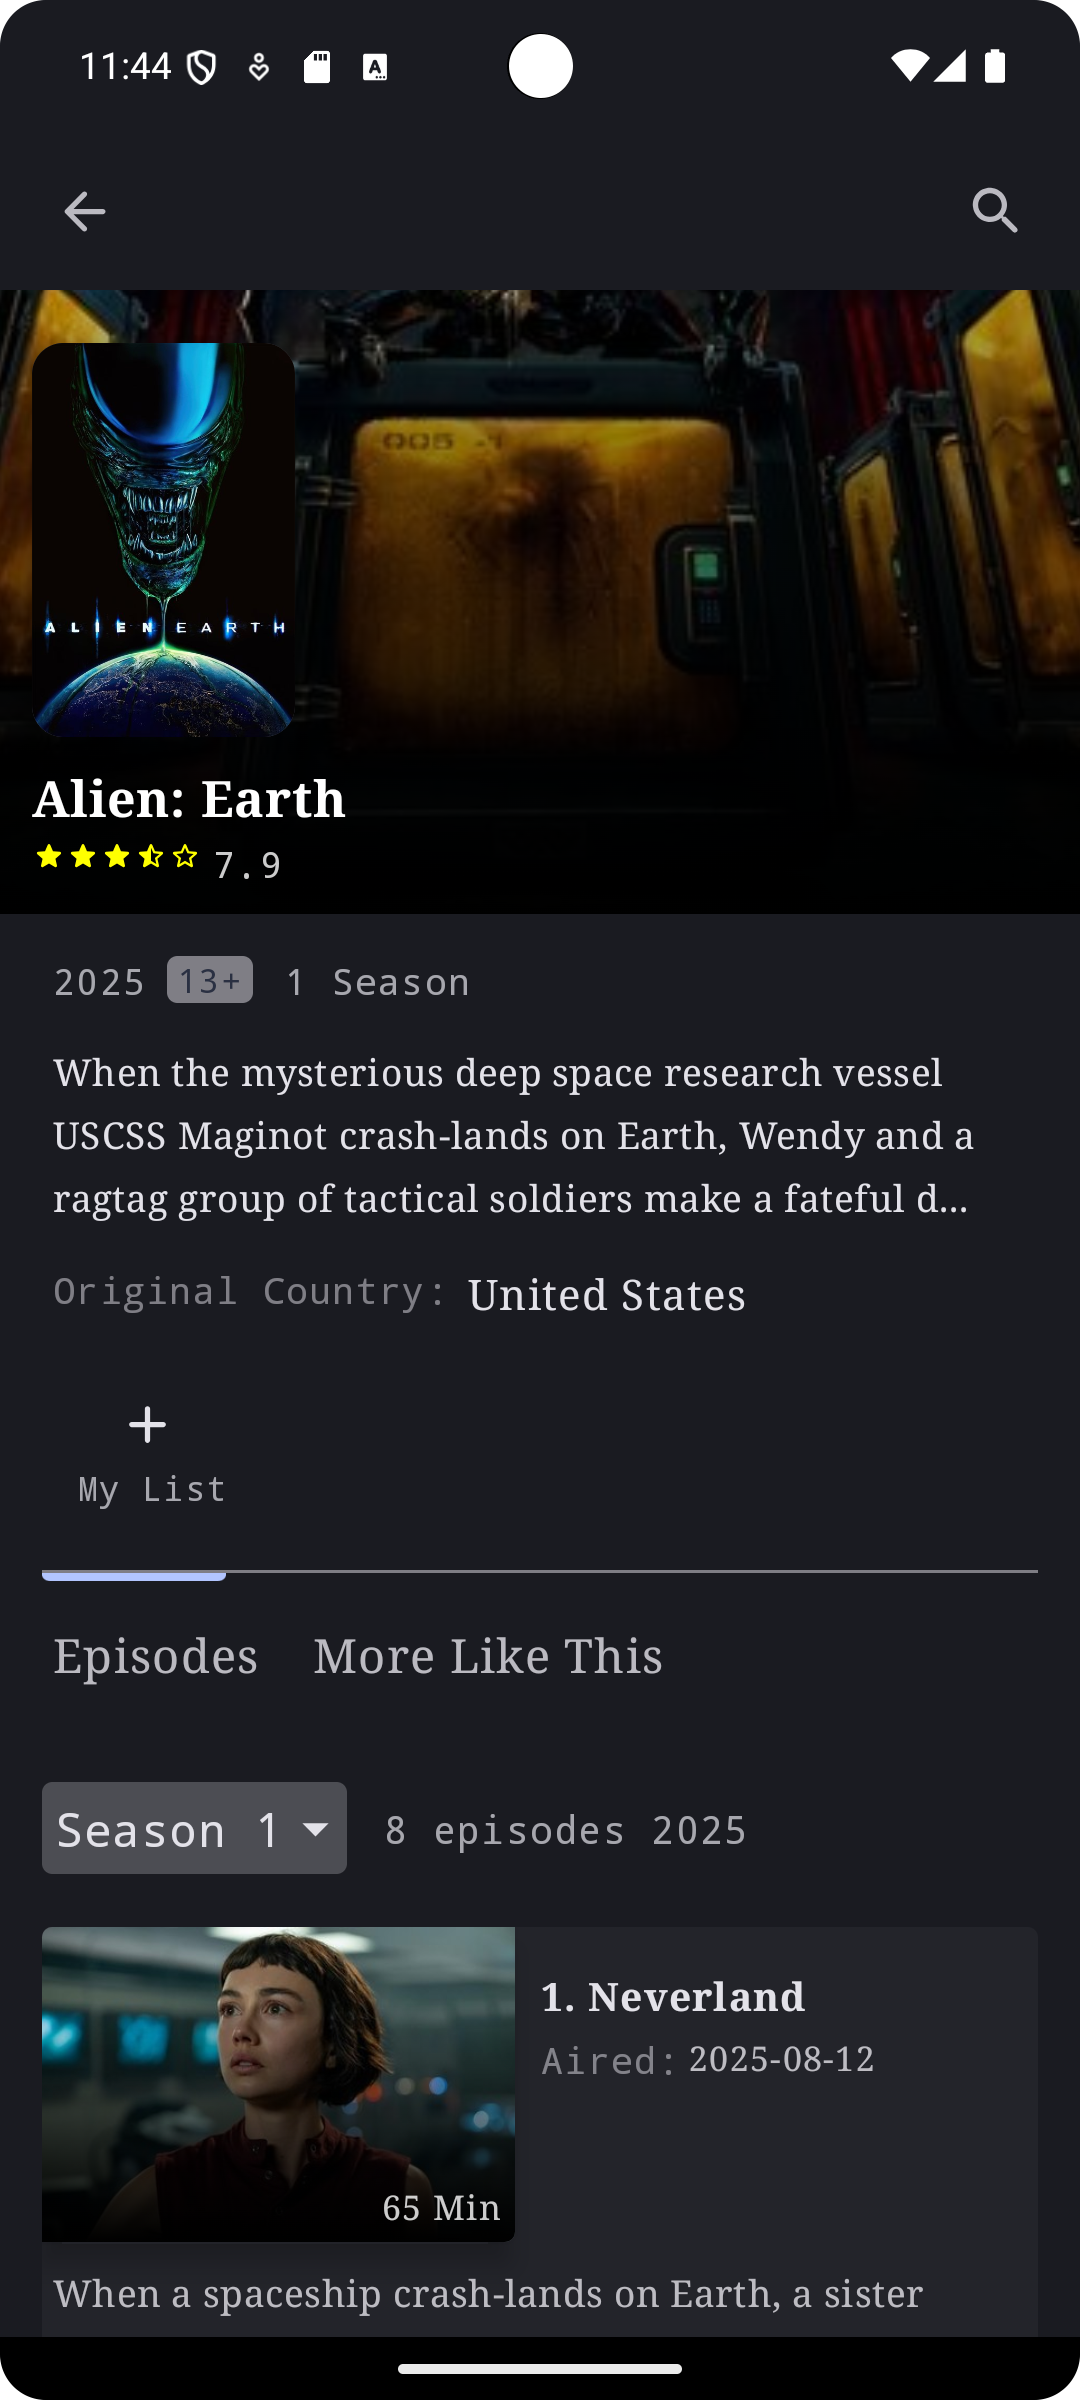 11:44
005 -1
ALIEN EARTH
Alien: Earth
7.9
2025 13+ 1 Season
When the mysterious deep space research vessel
USCSS Maginot crash-lands on Earth, Wendy and a
ragtag group of tactical soldiers make a fateful d...
Original Country: United States
My List
Episodes More Like This
Season 1 8 episodes 2025
1. Neverland
Aired: 2025-08-12
65 Min
When a spaceship crash-lands on Earth, a sister